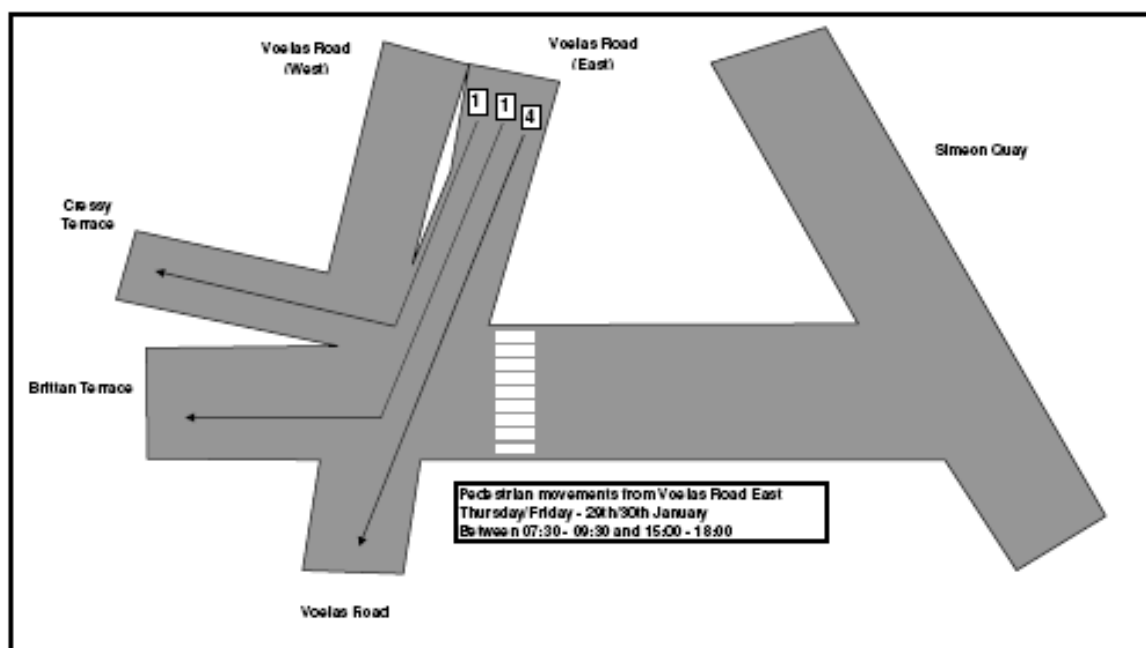 Voelas Road
(West)
Voelas Road
(East)
1
1
4
Simeon Quay
Cressy
Terrace
Brittan Terrace
Pedestrian movements from Voelas Road East
Thursday/Friday - 29th/30th January
Between 07:30 - 09:30 and 15:00 - 18:00
Voelas Road